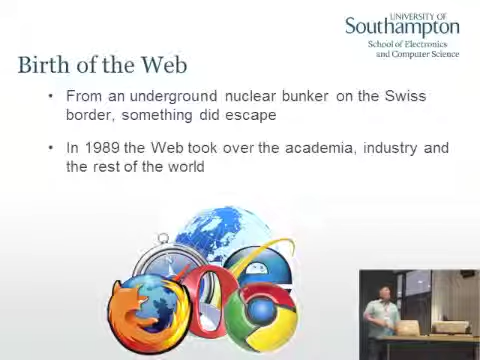 UNIVERSITY OF
Southampton
School of Electronics
and Computer Science
Birth of the Web
• From an underground nuclear bunker on the Swiss
border, something did escape
• In 1989 the Web took over the academia, industry and
the rest of the world